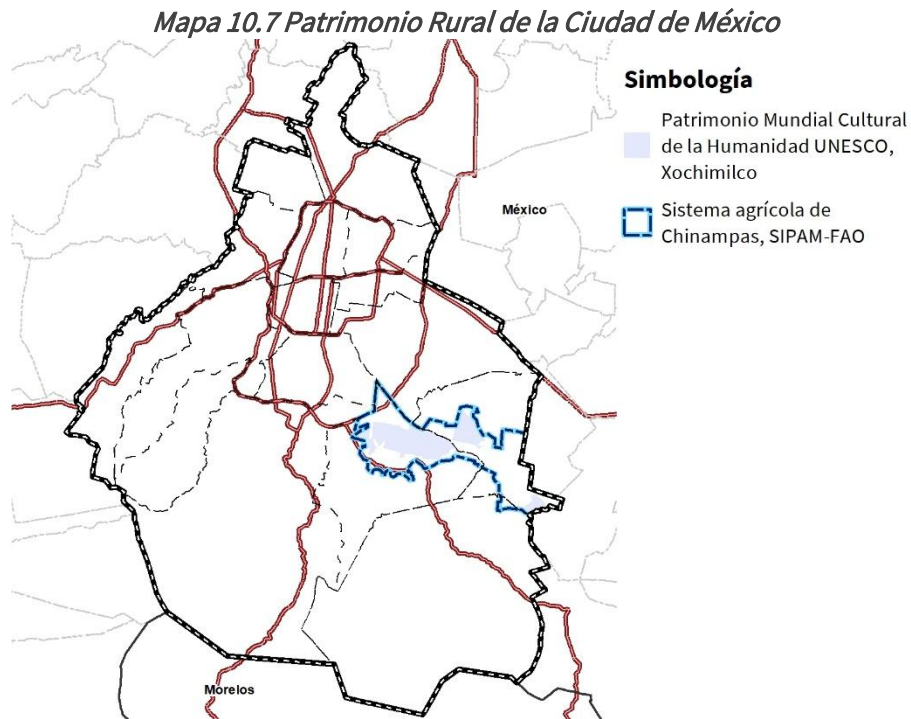 Mapa 10.7 Patrimonio Rural de la Ciudad de México
Simbología
Patrimonio Mundial Cultural
de la Humanidad UNESCO,
Xochimilco
Sistema agrícola de
Chinampas, SIPAM-FAO
México
Morelos